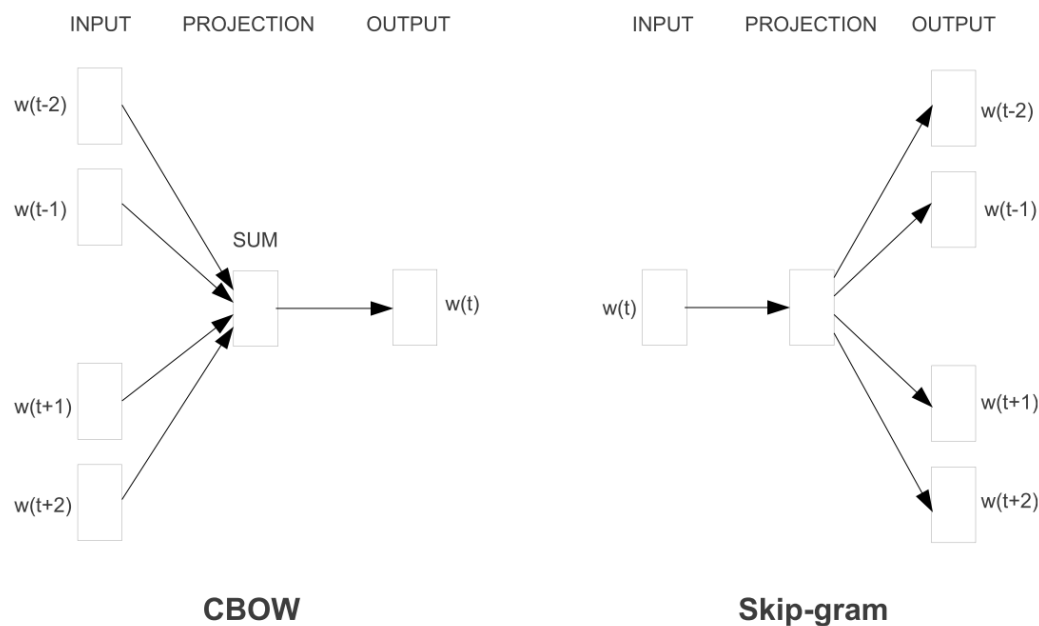 INPUT PROJECTION OUTPUT
w(t-2)
w(t-1)
SUM
w(t)
w(t+1)
w(t+2)
CBOW
INPUT PROJECTION OUTPUT
w(t-2)
w(t-1)
w(t)
w(t+1)
w(t+2)
Skip-gram